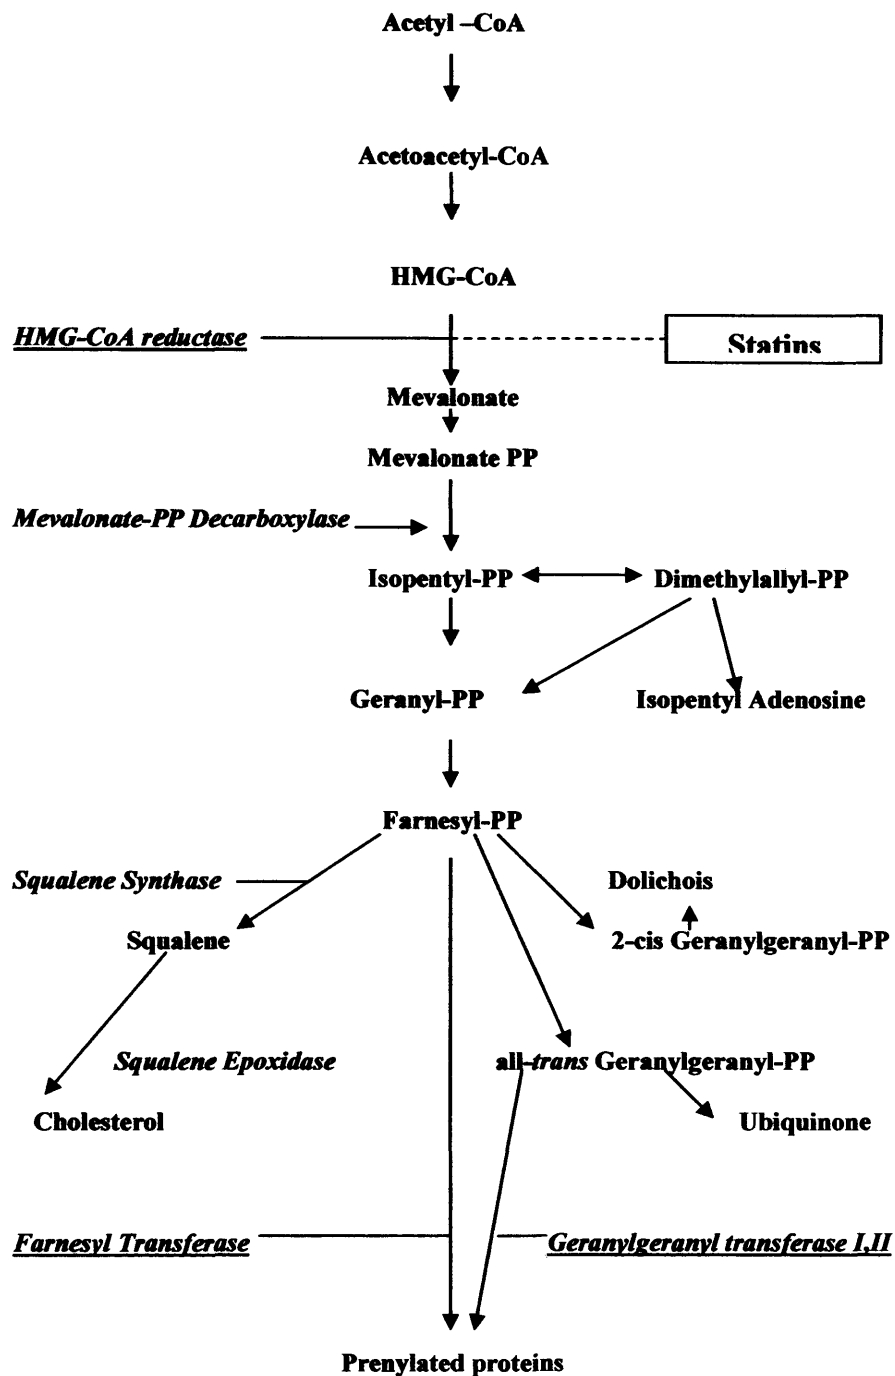 Acetyl –CoA
Acetoacetyl-CoA
HMG-CoA
HMG-CoA reductase
Statins
Mevalonate
Mevalonate PP
Mevalonate-PP Decarboxylase
Isopentyl-PP
Dimethylallyl-PP
Geranyl-PP
Isopentyl Adenosine
Farnesyl-PP
Squalene Synthase
Dolichois
Squalene
2-cis Geranylgeranyl-PP
Squalene Epoxidase
all-trans Geranylgeranyl-PP
Cholesterol
Ubiquinone
Farnesyl Transferase
Geranylgeranyl transferase I,II
Prenylated proteins